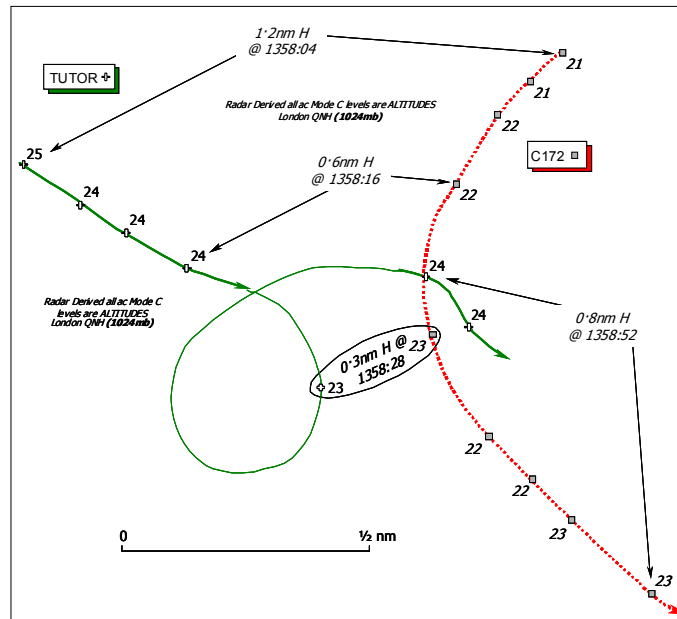 1·2nm H
@ 1358:04
21
TUTOR
21
Radar Derived all ac Mode C levels are ALTITUDES
London QNH (1024mb)
22
25
C172
0·6nm H
@ 1358:16
22
24
24
24
24
Radar Derived all ac Mode C
levels are ALTITUDES
London QNH (1024mb)
0·8nm H
@ 1358:52
24
23
0·3nm H @
1358:28
23
22
22
23
0
½ nm
23